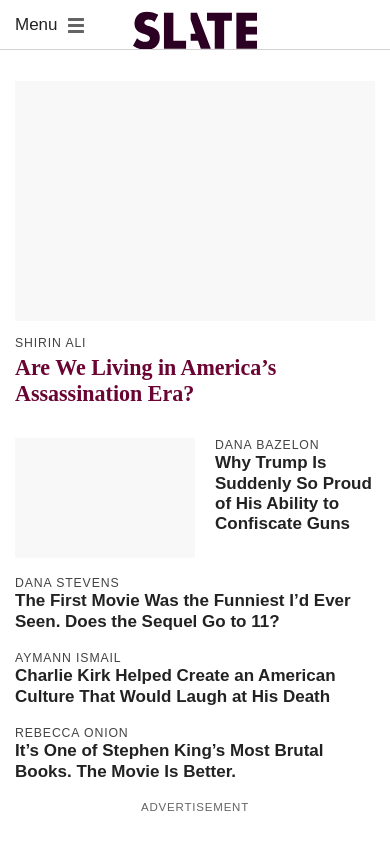 Menu
SLATE
SHIRIN ALI
Are We Living in America’s
Assassination Era?
DANA BAZELON
Why Trump Is
Suddenly So Proud
of His Ability to
Confiscate Guns
DANA STEVENS
The First Movie Was the Funniest I’d Ever
Seen. Does the Sequel Go to 11?
AYMANN ISMAIL
Charlie Kirk Helped Create an American
Culture That Would Laugh at His Death
REBECCA ONION
It’s One of Stephen King’s Most Brutal
Books. The Movie Is Better.
ADVERTISEMENT